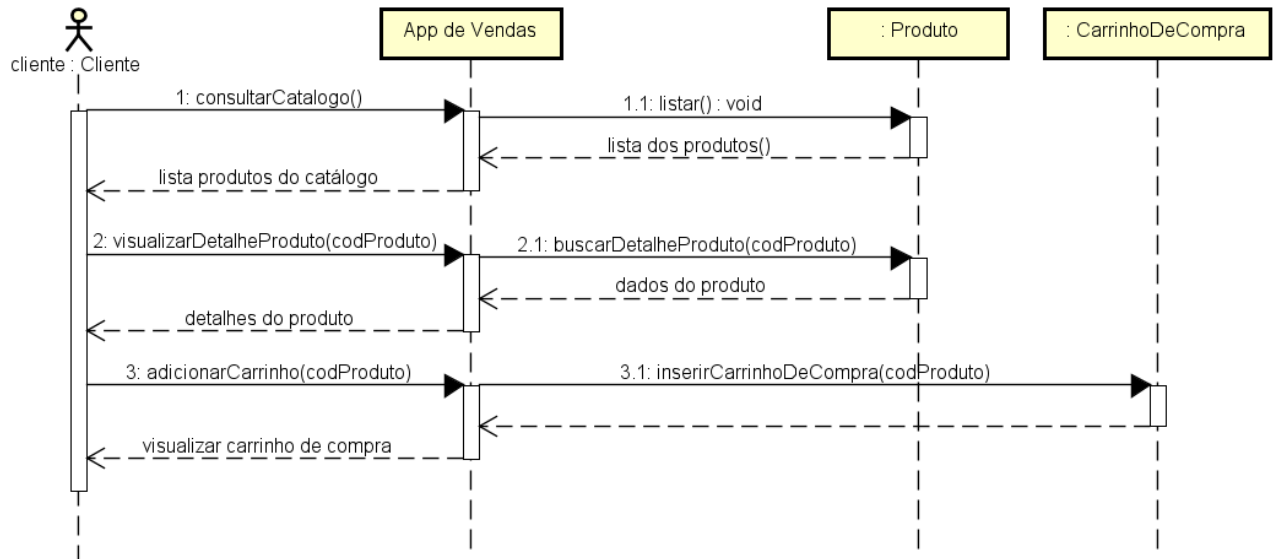 cliente : Cliente
App de Vendas
: Produto
: CarrinhoDeCompra
1: consultarCatalogo()
1.1: listar() : void
lista dos produtos()
lista produtos do catálogo
2: visualizarDetalheProduto(codProduto)
2.1: buscarDetalheProduto(codProduto)
dados do produto
detalhes do produto
3: adicionarCarrinho(codProduto)
3.1: inserirCarrinhoDeCompra(codProduto)
visualizar carrinho de compra